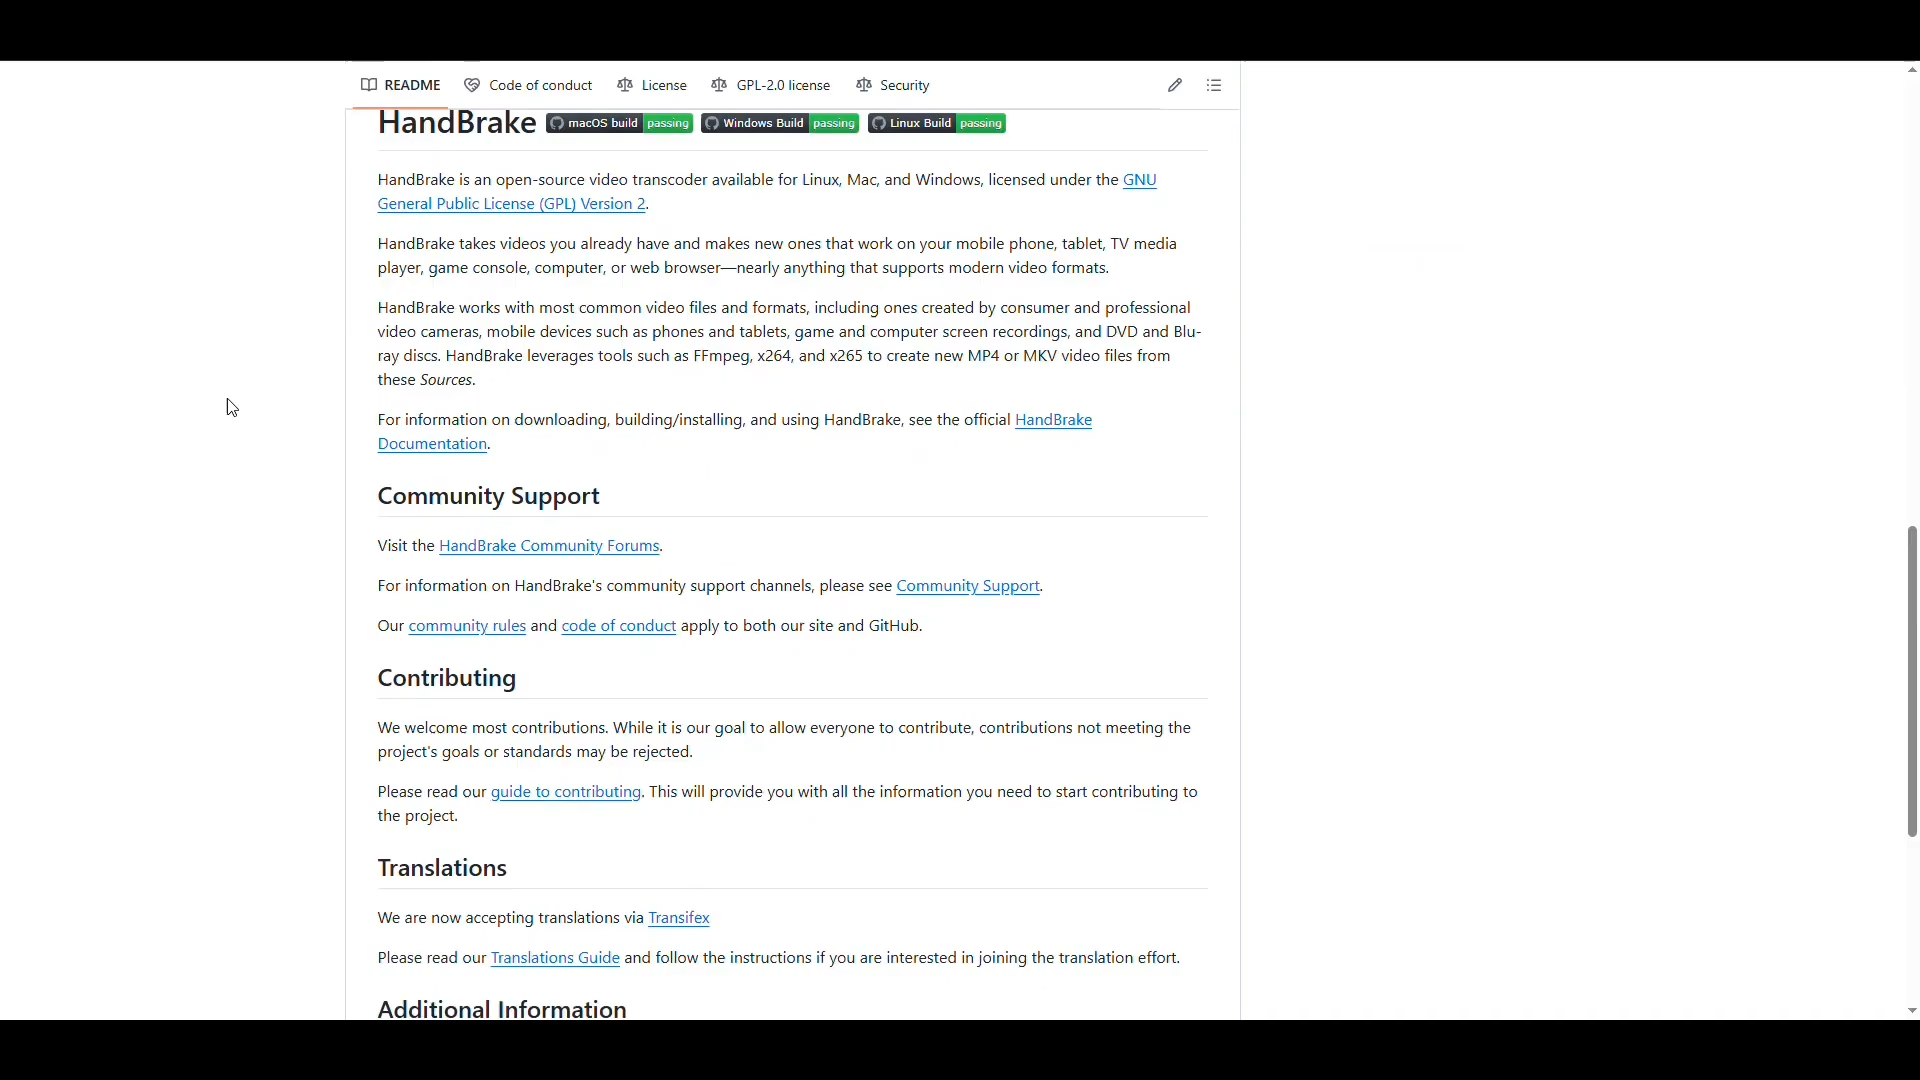 README Code of conduct License GPL-2.0 license Security
HandBrake macOS build passing Windows Build passing Linux Build passing
HandBrake is an open-source video transcoder available for Linux, Mac, and Windows, licensed under the GNU
General Public License (GPL) Version 2.
HandBrake takes videos you already have and makes new ones that work on your mobile phone, tablet, TV media
player, game console, computer, or web browser—nearly anything that supports modern video formats.
HandBrake works with most common video files and formats, including ones created by consumer and professional
video cameras, mobile devices such as phones and tablets, game and computer screen recordings, and DVD and Blu-
ray discs. HandBrake leverages tools such as FFmpeg, x264, and x265 to create new MP4 or MKV video files from
these Sources.
For information on downloading, building/installing, and using HandBrake, see the official HandBrake
Documentation.
Community Support
Visit the HandBrake Community Forums.
For information on HandBrake's community support channels, please see Community Support.
Our community rules and code of conduct apply to both our site and GitHub.
Contributing
We welcome most contributions. While it is our goal to allow everyone to contribute, contributions not meeting the
project's goals or standards may be rejected.
Please read our guide to contributing. This will provide you with all the information you need to start contributing to
the project.
Translations
We are now accepting translations via Transifex
Please read our Translations Guide and follow the instructions if you are interested in joining the translation effort.
Additional Information